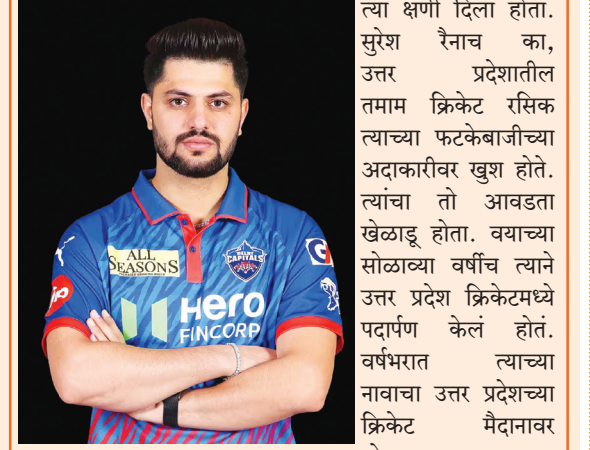 त्या क्षणी दिला होता.
सुरेश रैनाच का,
उत्तर प्रदेशातील
तमाम क्रिकेट रसिक
त्याच्या फटकेबाजीच्या
अदाकारीवर खुश होते.
त्यांचा तो आवडता
खेळाडू होता. वयाच्या
सोळाव्या वर्षीच त्याने
उत्तर प्रदेश क्रिकेटमध्ये
पदार्पण केलं होतं.
वर्षभरात त्याच्या
नावाचा उत्तर प्रदेशच्या
क्रिकेट मैदानावर
ALL
SEASONS
DELHI
CAPITALS
Hero
FINCORP